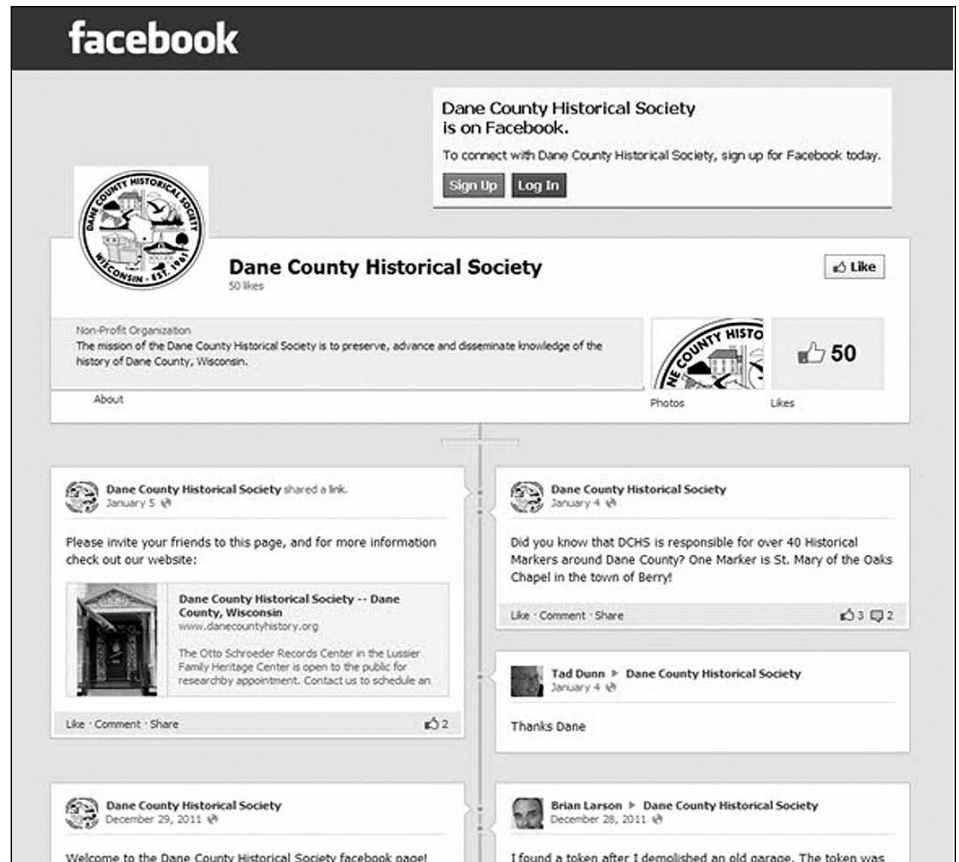 facebook
Dane County Historical Society
is on Facebook.
To connect with Dane County Historical Society, sign up for Facebook today.
Sign Up Log In
DANE COUNTY HISTORICAL SOCIETY
WISCONSIN - EST. 1961
Dane County Historical Society
50 likes
Like
Non-Profit Organization
The mission of the Dane County Historical Society is to preserve, advance and disseminate knowledge of the
history of Dane County, Wisconsin.
About
NE COUNTY HISTO
Photos
50
Likes
Dane County Historical Society shared a link.
January 5
Please invite your friends to this page, and for more information
check out our website:
Dane County Historical Society -- Dane
County, Wisconsin
www.danecountyhistory.org
The Otto Schroeder Records Center in the Lussier
Family Heritage Center is open to the public for
researchby appointment. Contact us to schedule an
Like · Comment · Share 2
Dane County Historical Society
January 4
Did you know that DCHS is responsible for over 40 Historical
Markers around Dane County? One Marker is St. Mary of the Oaks
Chapel in the town of Berry!
Like · Comment · Share 3 2
Tad Dunn ▶ Dane County Historical Society
January 4
Thanks Dane
Dane County Historical Society
December 29, 2011
Welcome to the Dane County Historical Society facebook page!
Brian Larson ▶ Dane County Historical Society
December 28, 2011
I found a token after I demolished an old garage. The token was